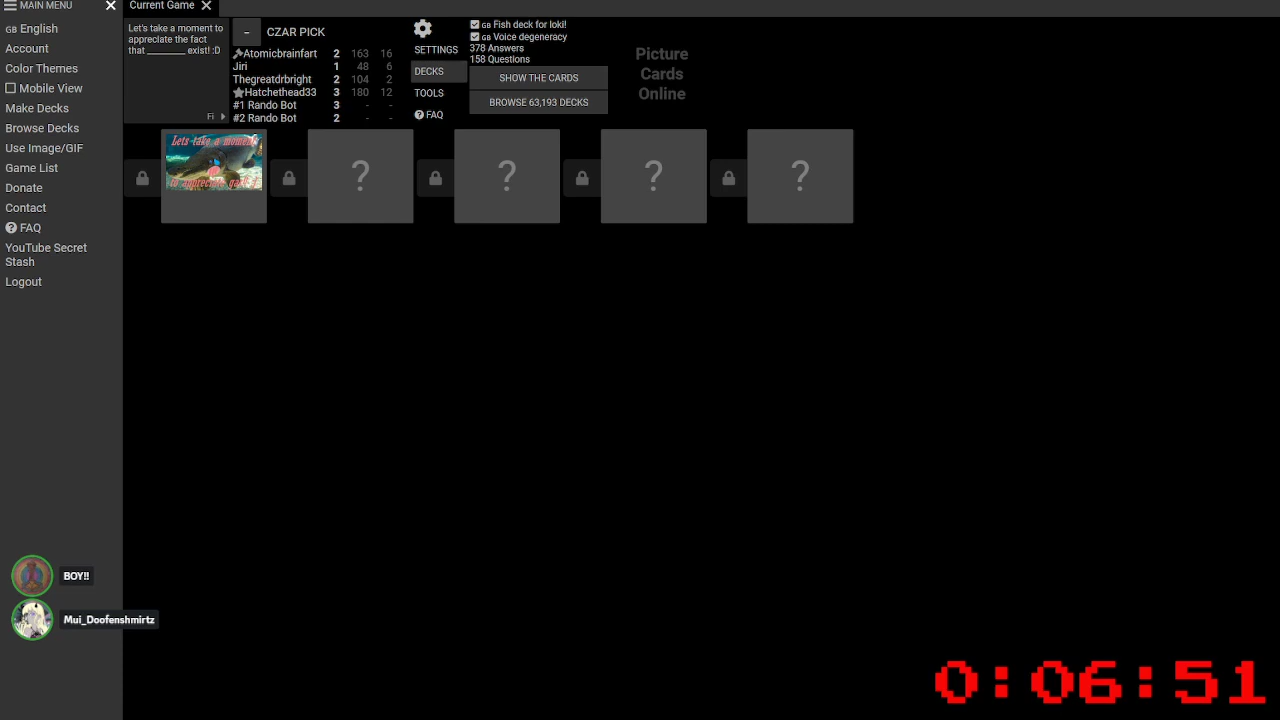 MAIN MENU
GB English
Account
Color Themes
Mobile View
Make Decks
Browse Decks
Use Image/GIF
Game List
Donate
Contact
FAQ
YouTube Secret
Stash
Logout
Current Game
Let's take a moment to
appreciate the fact
that ________ exist! :D
Fi
-
CZAR PICK
Atomicbrainfart 2 163 16
Jiri 1 48 6
Thegreatdrbright 2 104 2
Hatchethead33 3 180 12
#1 Rando Bot 3 - -
#2 Rando Bot 2 - -
SETTINGS
DECKS
TOOLS
FAQ
GB Fish deck for loki!
GB Voice degeneracy
378 Answers
158 Questions
SHOW THE CARDS
BROWSE 63,193 DECKS
Picture
Cards
Online
Lets take a moment
to appreciate
?
?
?
?
BOY!!
Mui_Doofenshmirtz
0:06:51